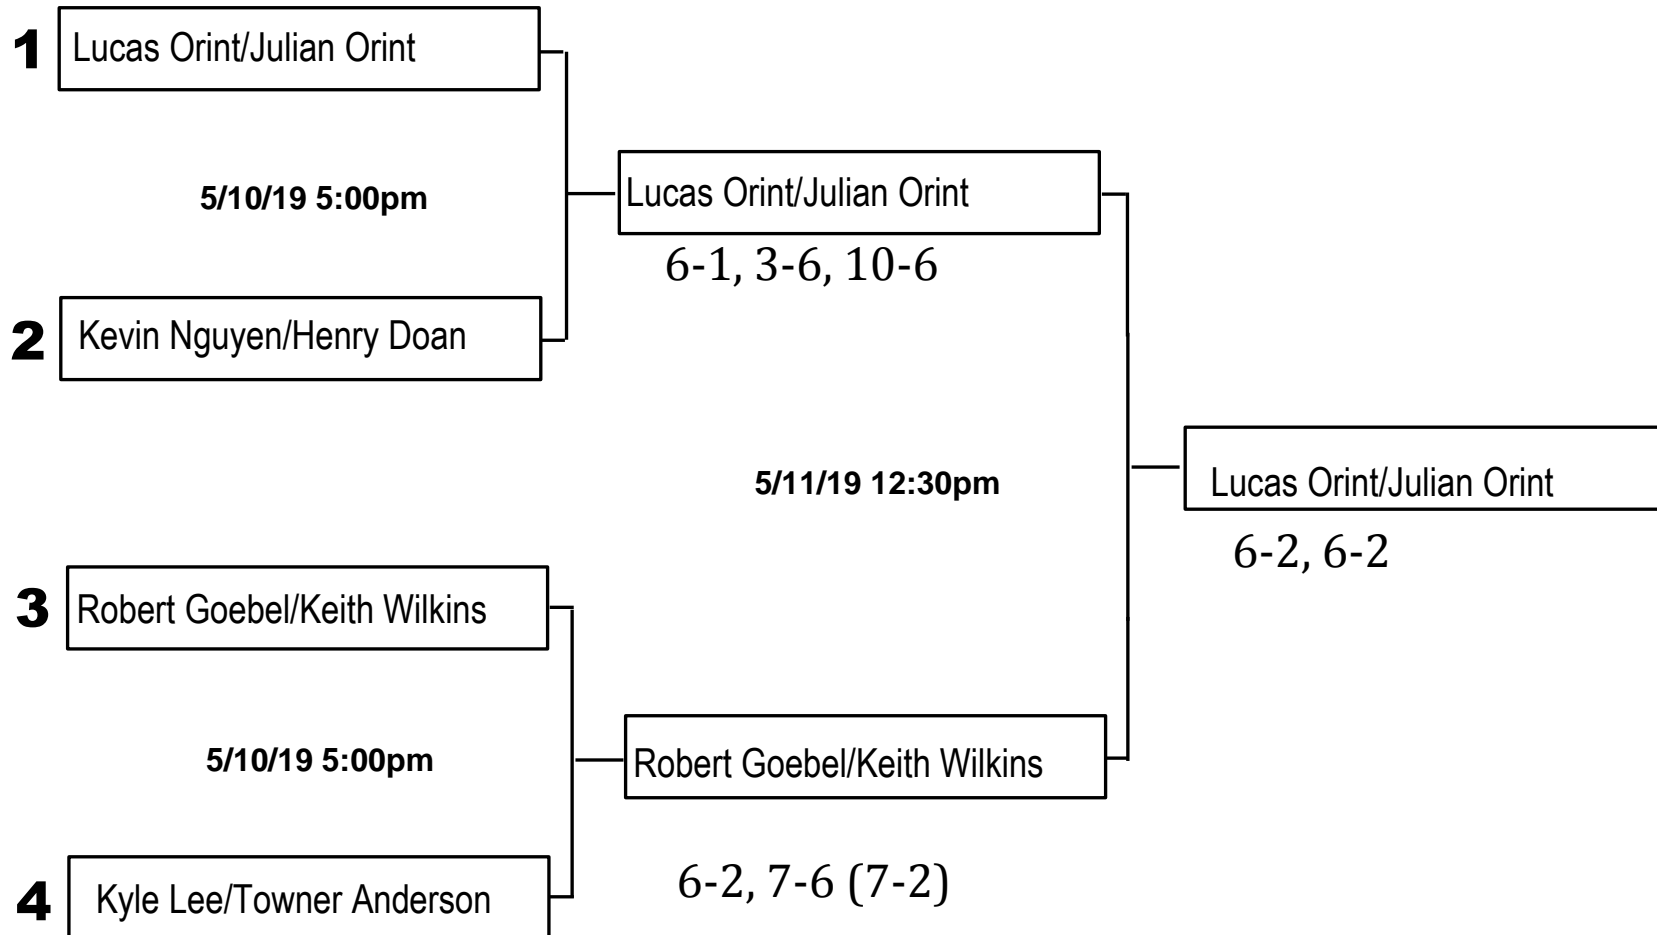 1 Lucas Orint/Julian Orint
5/10/19 5:00pm
2 Kevin Nguyen/Henry Doan
Lucas Orint/Julian Orint
6-1, 3-6, 10-6
3 Robert Goebel/Keith Wilkins
5/10/19 5:00pm
4 Kyle Lee/Towner Anderson
Robert Goebel/Keith Wilkins
6-2, 7-6 (7-2)
5/11/19 12:30pm
Lucas Orint/Julian Orint
6-2, 6-2